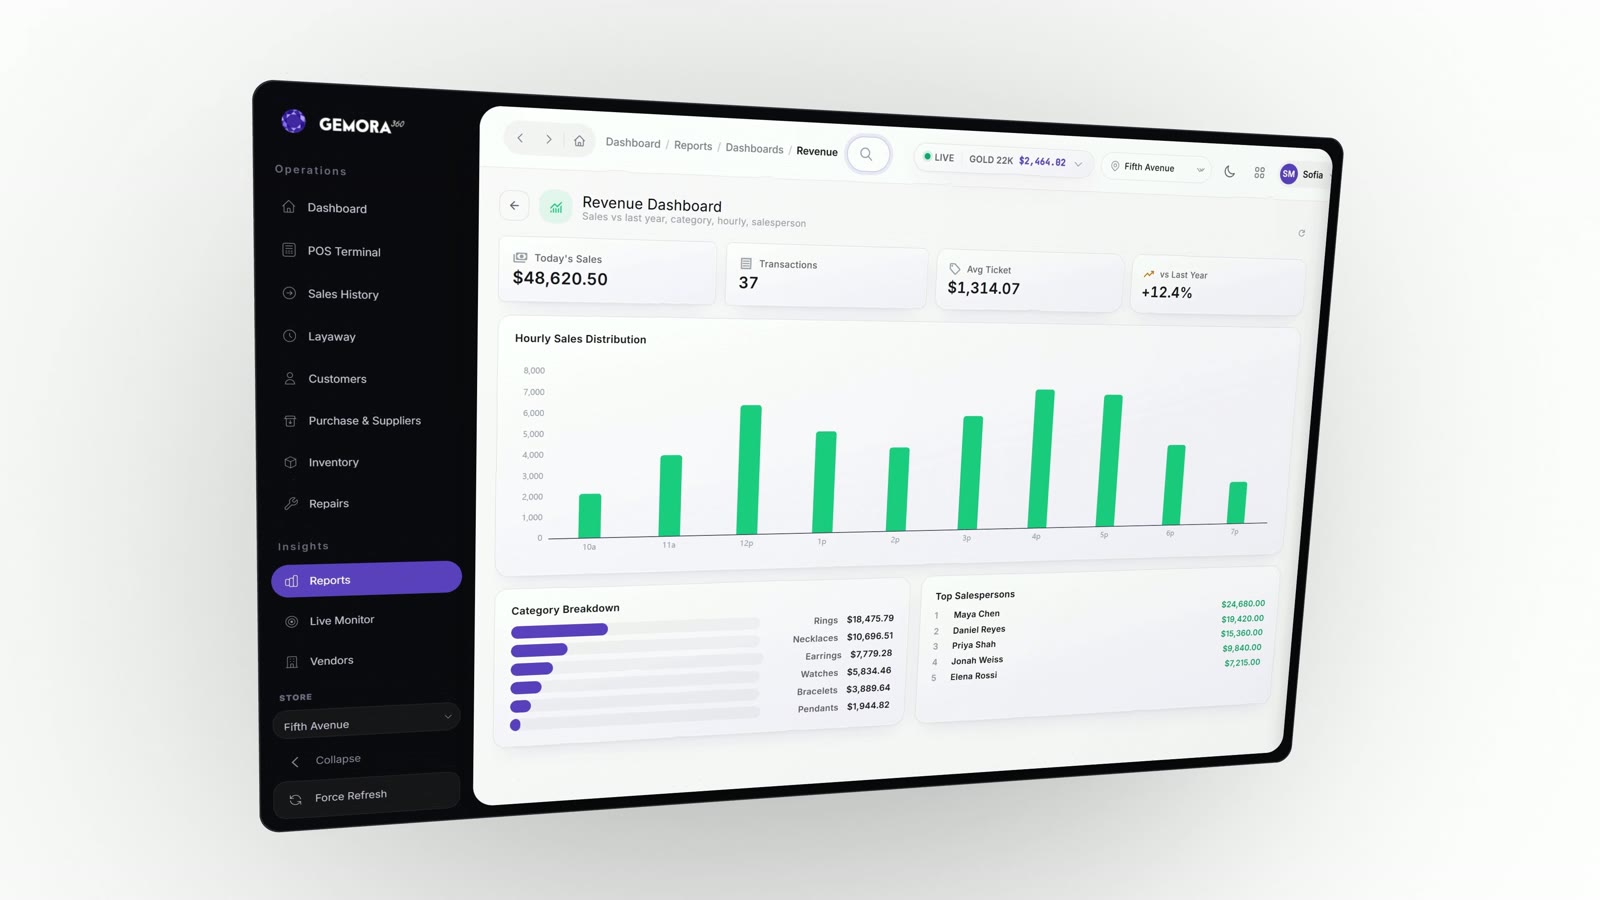 GEMORA 360
Operations
Dashboard
POS Terminal
Sales History
Layaway
Customers
Purchase & Suppliers
Inventory
Repairs
Insights
Reports
Live Monitor
Vendors
STORE
Fifth Avenue
Collapse
Force Refresh
Dashboard / Reports / Dashboards / Revenue
LIVE GOLD 22K $2,464.02
Fifth Avenue
SM Sofia
Revenue Dashboard
Sales vs last year, category, hourly, salesperson
Today's Sales
$48,620.50
Transactions
37
Avg Ticket
$1,314.07
vs Last Year
+12.4%
Hourly Sales Distribution
8,000
7,000
6,000
5,000
4,000
3,000
2,000
1,000
0
10a 11a 12p 1p 2p 3p 4p 5p 6p 7p
Category Breakdown
Rings $18,475.79
Necklaces $10,696.51
Earrings $7,779.28
Watches $5,834.46
Bracelets $3,889.64
Pendants $1,944.82
Top Salespersons
1 Maya Chen $24,680.00
2 Daniel Reyes $19,420.00
3 Priya Shah $15,360.00
4 Jonah Weiss $9,840.00
5 Elena Rossi $7,215.00